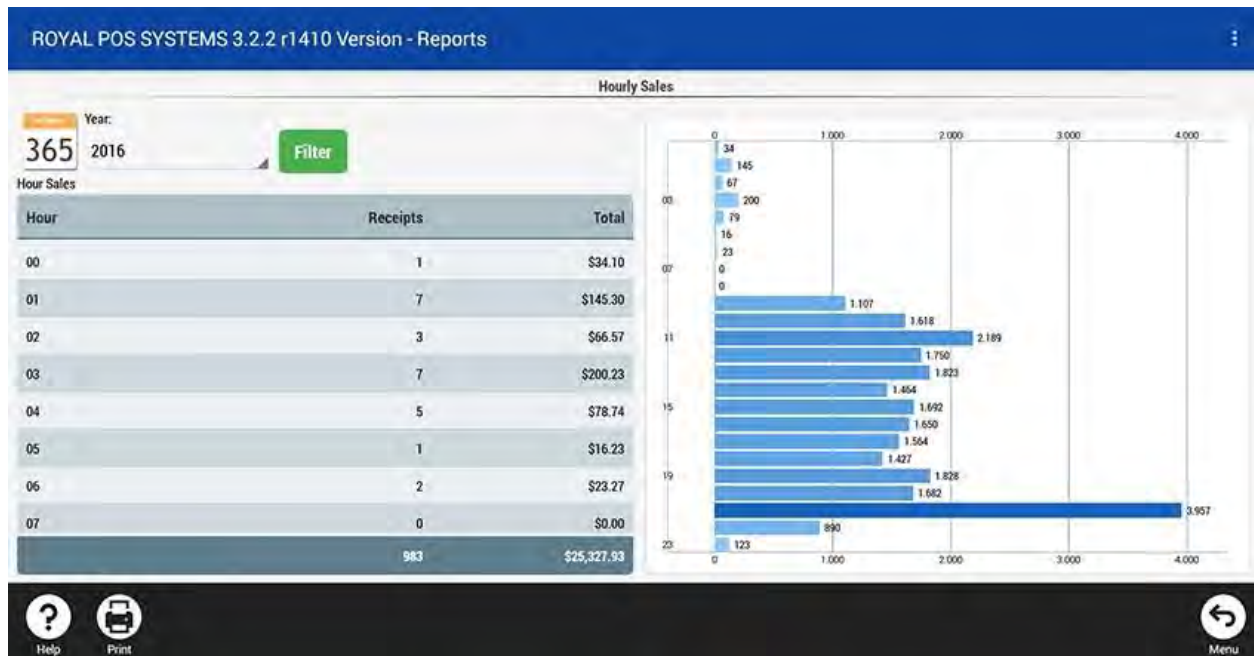 ROYAL POS SYSTEMS 3.2.2 r1410 Version - Reports
Hourly Sales
Year:
365 2016 Filter
Hour Sales
Hour Receipts Total
00 1 $34.10
01 7 $145.30
02 3 $66.57
03 7 $200.23
04 5 $78.74
05 1 $16.23
06 2 $23.27
07 0 $0.00
983 $25,327.93
0 1.000 2.000 3.000 4.000
34
145
67
03 200
79
16
23
07 0
0
1.107
1.618
11 2.189
1.750
1.823
1.464
15 1.692
1.650
1.564
1.427
19 1.828
1.682
3.957
890
23 123
0 1.000 2.000 3.000 4.000
Help Print Menu